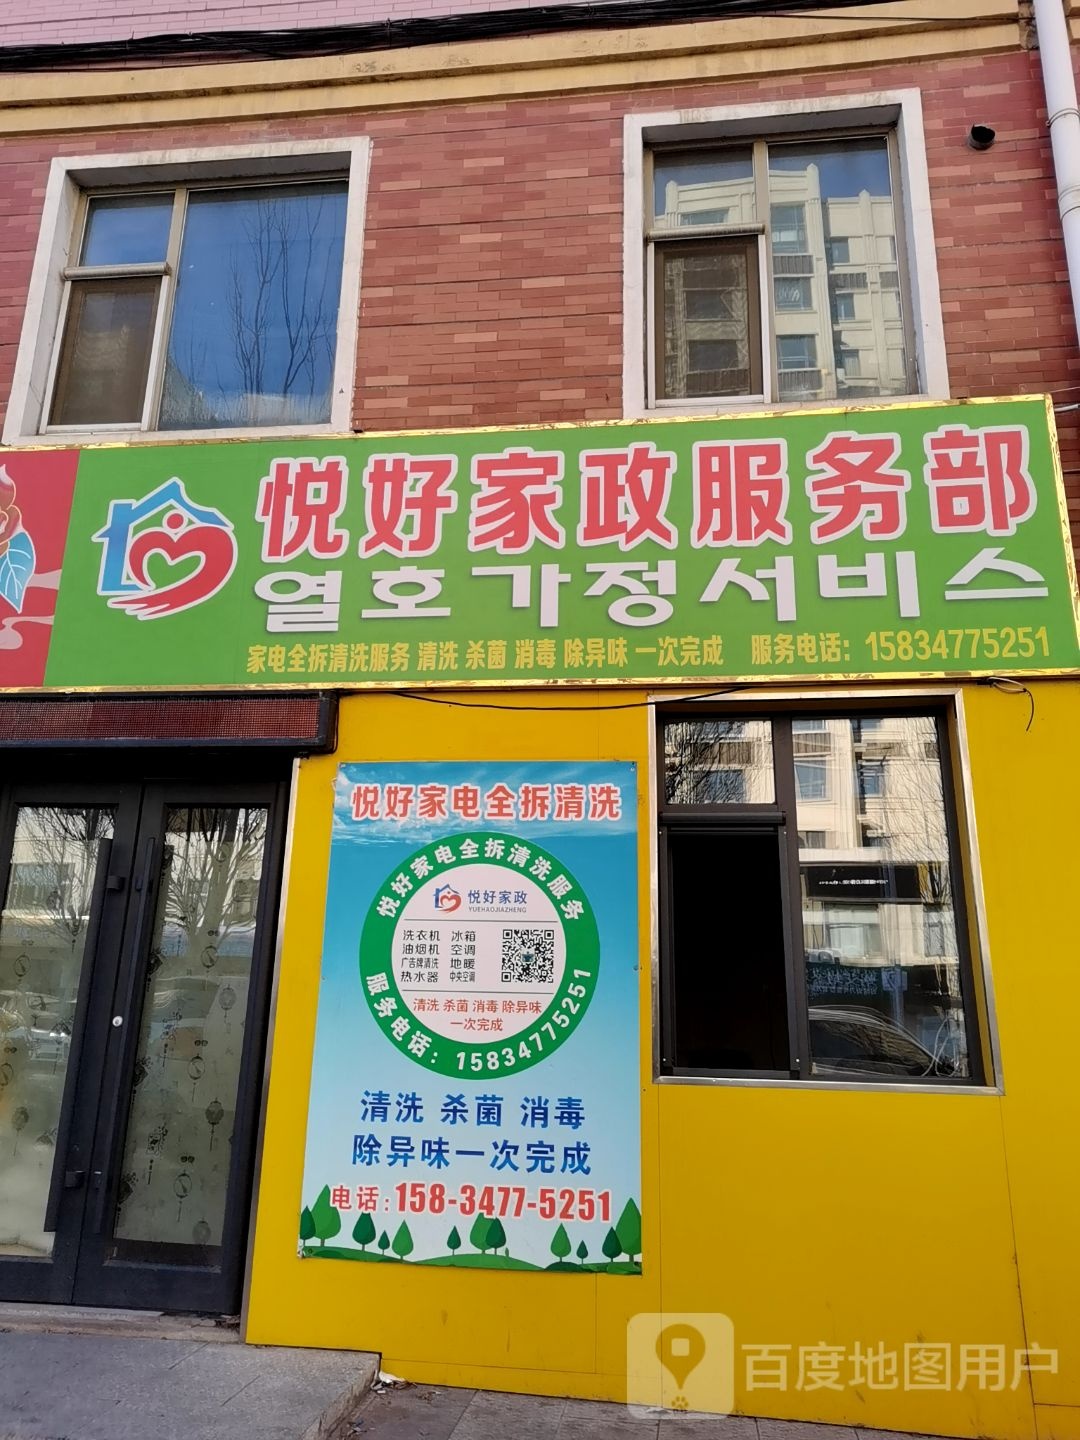 悦好家政服务部
열호가정서비스
家电全拆清洗服务 清洗 杀菌 消毒 除异味 一次完成 服务电话：15834775251
悦好家电全拆清洗
悦好家电全拆清洗服务
悦好家政
YUEHAOJIAZHENG
洗衣机 冰箱
油烟机 空调
广告牌清洗 地暖
热水器 中央空调
清洗 杀菌 消毒 除异味
一次完成
服务电话：15834775251
清洗 杀菌 消毒
除异味一次完成
电话:158-3477-5251
百度地图用户